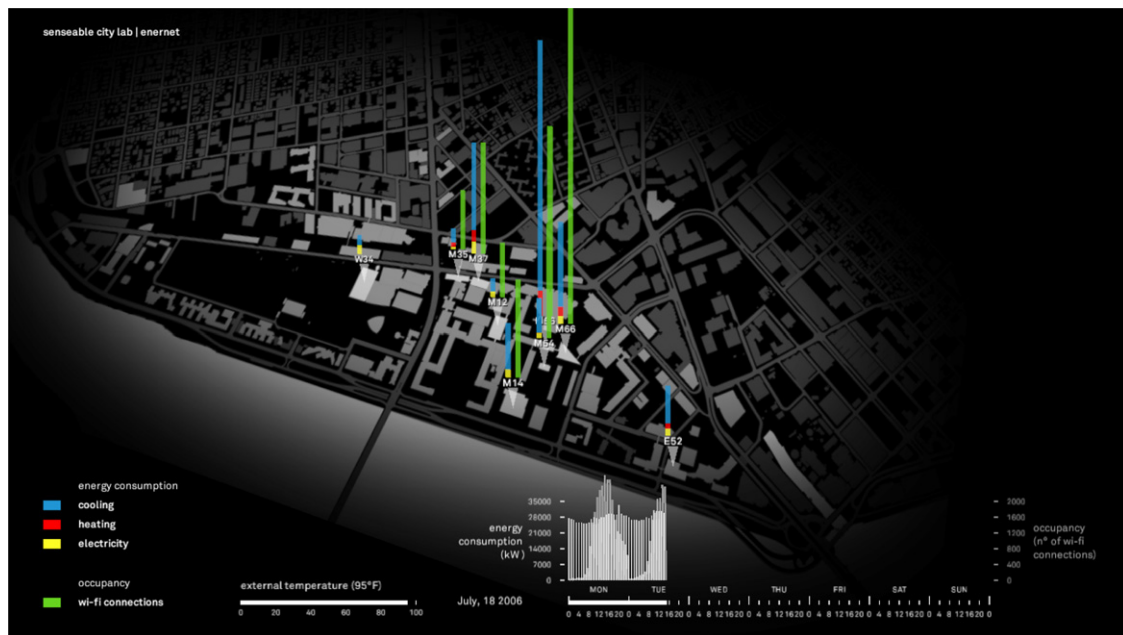 senseable city lab | enernet
W34
M35
M37
M12
M66
M64
M14
E52
energy consumption
cooling
heating
electricity
occupancy
wi-fi connections
external temperature (95°F)
0 20 40 60 80 100
July, 18 2006
energy
consumption
(kW)
35000
28000
21000
14000
7000
0
MON TUE WED THU FRI SAT SUN
0 4 8 12 16 20 0 4 8 12 16 20 0 4 8 12 16 20 0 4 8 12 16 20 0 4 8 12 16 20 0 4 8 12 16 20 0 4 8 12 16 20 0
2000
1600
1200
800
400
0
occupancy
(n° of wi-fi
connections)